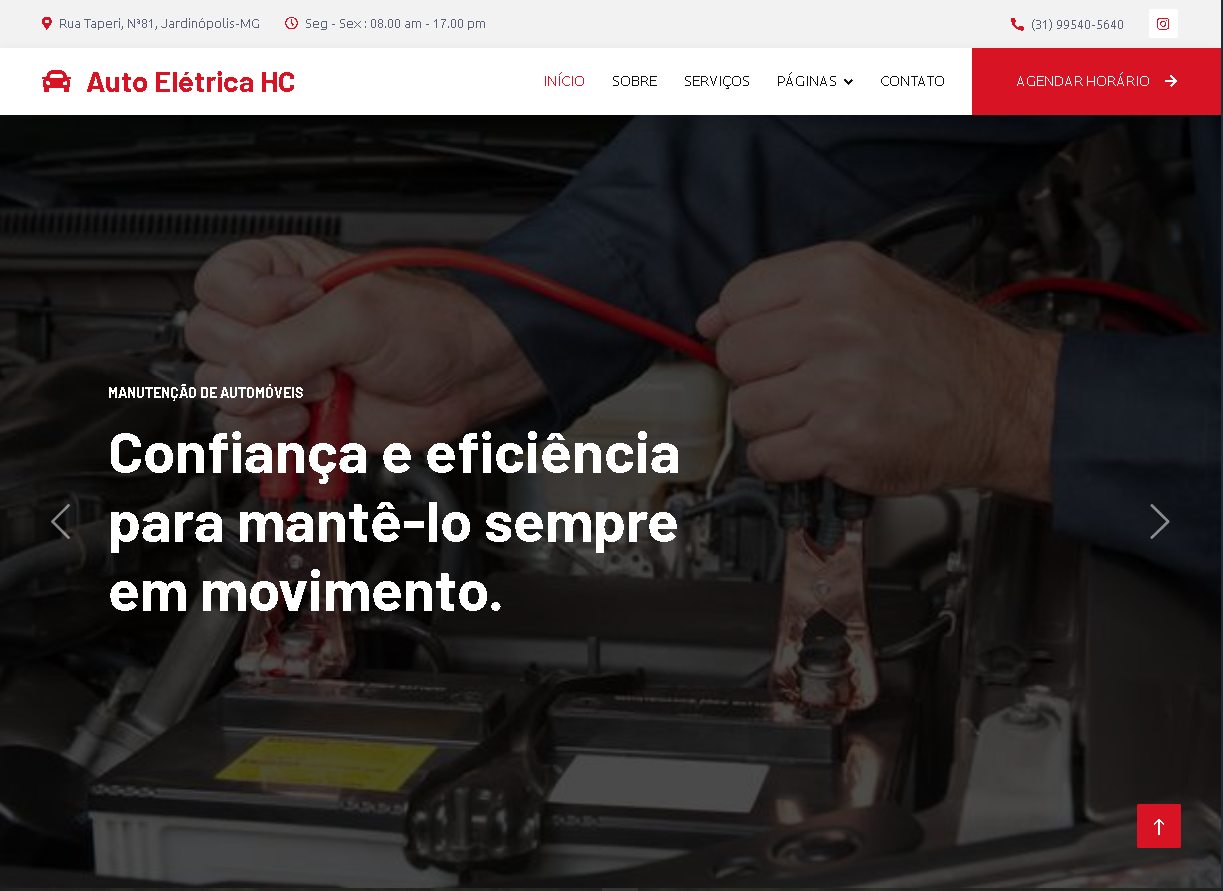 Rua Taperi, Nª81, Jardinópolis-MG
Seg - Sex : 08.00 am - 17.00 pm
(31) 99540-5640
Auto Elétrica HC
INÍCIO
SOBRE
SERVIÇOS
PÁGINAS
CONTATO
AGENDAR HORÁRIO
MANUTENÇÃO DE AUTOMÓVEIS
Confiança e eficiência
para mantê-lo sempre
em movimento.